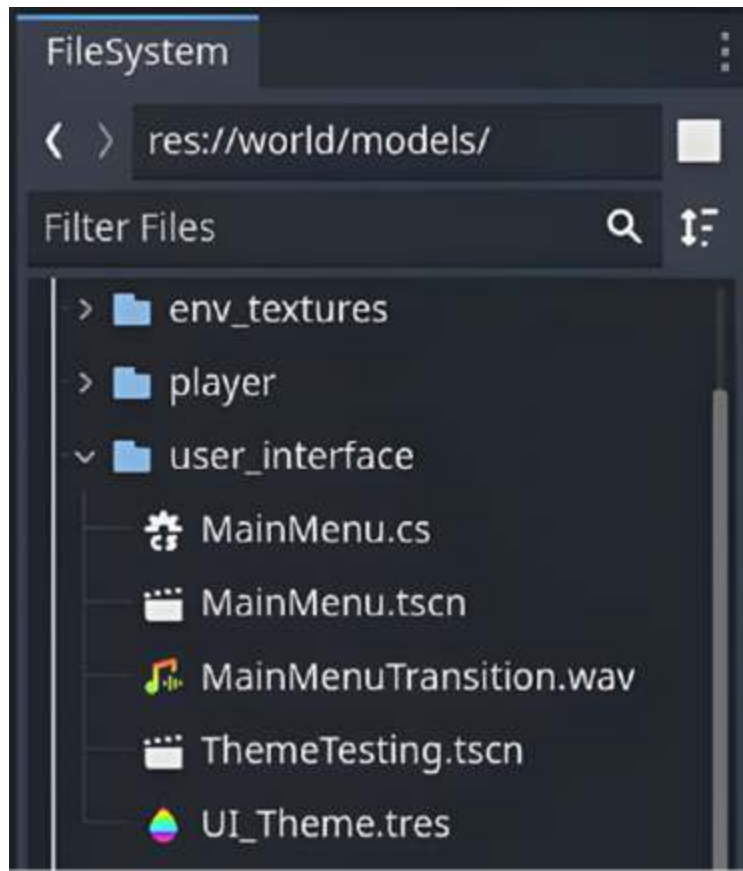 FileSystem
res://world/models/
Filter Files
env_textures
player
user_interface
CS MainMenu.cs
MainMenu.tscn
MainMenuTransition.wav
ThemeTesting.tscn
UI_Theme.tres